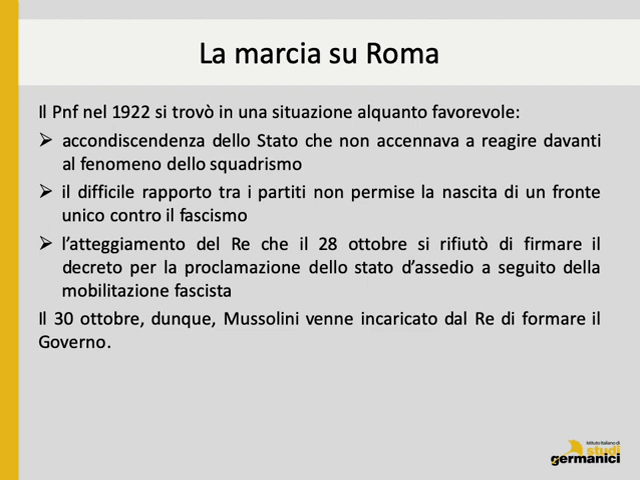 La marcia su Roma
Il Pnf nel 1922 si trovò in una situazione alquanto favorevole:
➢ accondiscendenza dello Stato che non accennava a reagire davanti
al fenomeno dello squadrismo
➢ il difficile rapporto tra i partiti non permise la nascita di un fronte
unico contro il fascismo
➢ l’atteggiamento del Re che il 28 ottobre si rifiutò di firmare il
decreto per la proclamazione dello stato d’assedio a seguito della
mobilitazione fascista
Il 30 ottobre, dunque, Mussolini venne incaricato dal Re di formare il
Governo.
Istituto Italiano di
studi
germanici